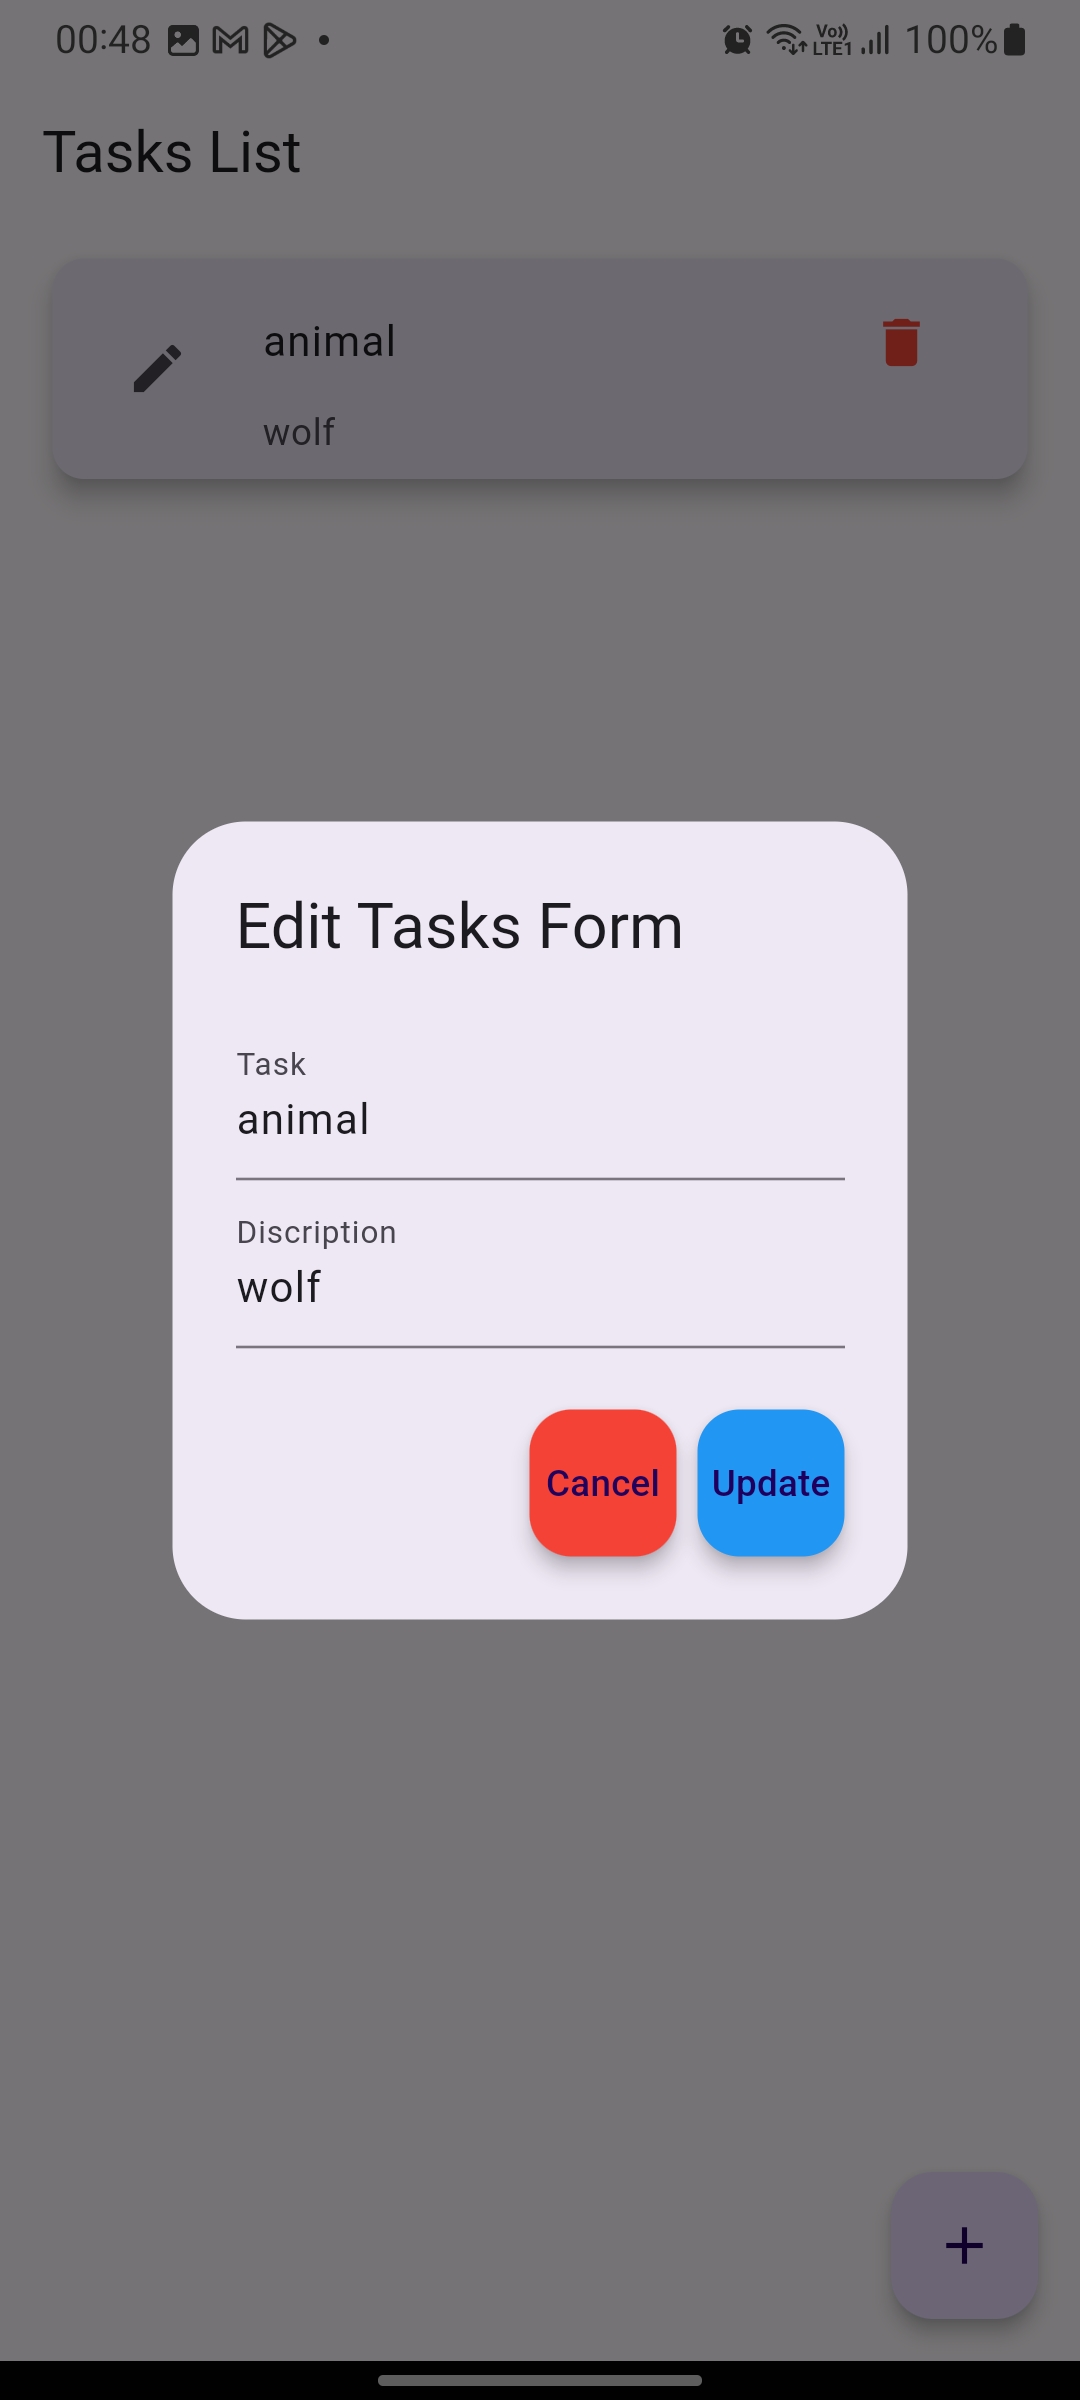 00:48 Vo)) LTE1 100%
Tasks List
animal
wolf
Edit Tasks Form
Task
animal
Discription
wolf
Cancel Update